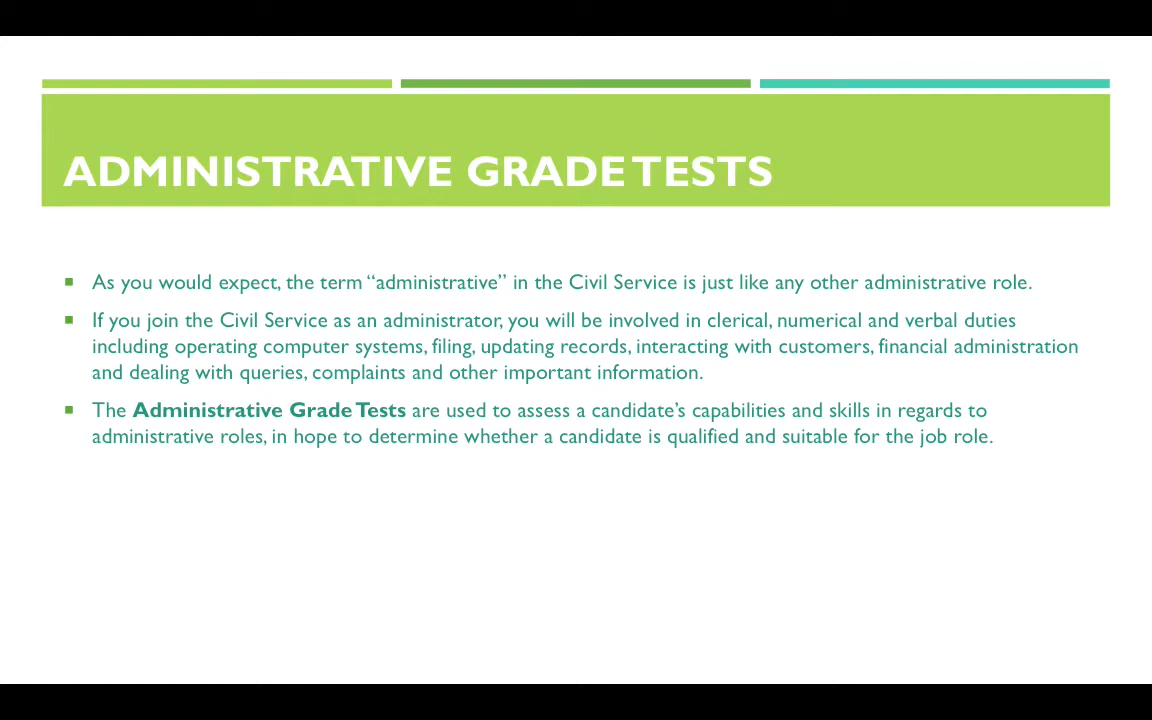 ADMINISTRATIVE GRADE TESTS
As you would expect, the term “administrative” in the Civil Service is just like any other administrative role.
If you join the Civil Service as an administrator, you will be involved in clerical, numerical and verbal duties
including operating computer systems, filing, updating records, interacting with customers, financial administration
and dealing with queries, complaints and other important information.
The Administrative Grade Tests are used to assess a candidate’s capabilities and skills in regards to
administrative roles, in hope to determine whether a candidate is qualified and suitable for the job role.